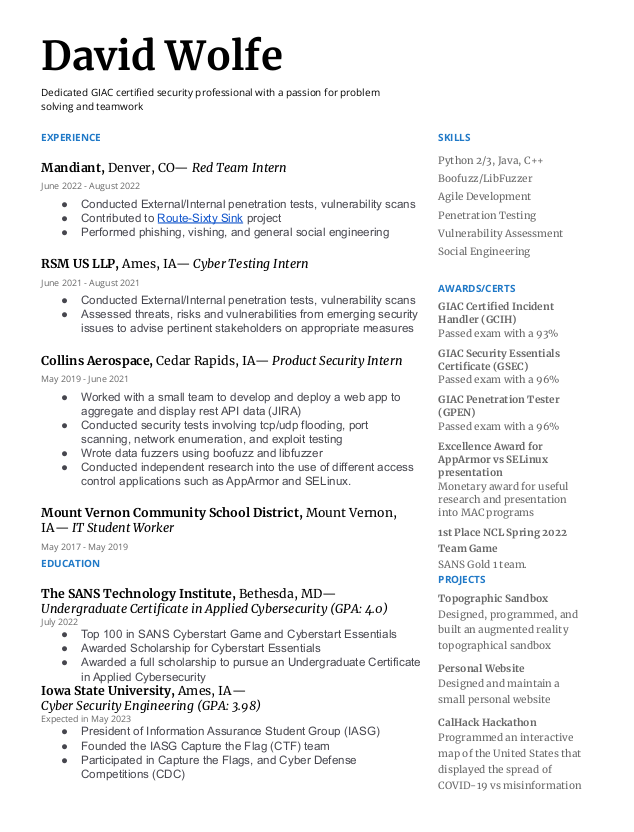 David Wolfe
Dedicated GIAC certified security professional with a passion for problem
solving and teamwork
EXPERIENCE
Mandiant, Denver, CO— Red Team Intern
June 2022 - August 2022
● Conducted External/Internal penetration tests, vulnerability scans
● Contributed to Route-Sixty Sink project
● Performed phishing, vishing, and general social engineering
RSM US LLP, Ames, IA— Cyber Testing Intern
June 2021 - August 2021
● Conducted External/Internal penetration tests, vulnerability scans
● Assessed threats, risks and vulnerabilities from emerging security
issues to advise pertinent stakeholders on appropriate measures
Collins Aerospace, Cedar Rapids, IA— Product Security Intern
May 2019 - June 2021
● Worked with a small team to develop and deploy a web app to
aggregate and display rest API data (JIRA)
● Conducted security tests involving tcp/udp flooding, port
scanning, network enumeration, and exploit testing
● Wrote data fuzzers using boofuzz and libfuzzer
● Conducted independent research into the use of different access
control applications such as AppArmor and SELinux.
Mount Vernon Community School District, Mount Vernon,
IA— IT Student Worker
May 2017 - May 2019
EDUCATION
The SANS Technology Institute, Bethesda, MD—
Undergraduate Certificate in Applied Cybersecurity (GPA: 4.0)
July 2022
● Top 100 in SANS Cyberstart Game and Cyberstart Essentials
● Awarded Scholarship for Cyberstart Essentials
● Awarded a full scholarship to pursue an Undergraduate Certificate
in Applied Cybersecurity
Iowa State University, Ames, IA—
Cyber Security Engineering (GPA: 3.98)
Expected in May 2023
● President of Information Assurance Student Group (IASG)
● Founded the IASG Capture the Flag (CTF) team
● Participated in Capture the Flags, and Cyber Defense
Competitions (CDC)
SKILLS
Python 2/3, Java, C++
Boofuzz/LibFuzzer
Agile Development
Penetration Testing
Vulnerability Assessment
Social Engineering
AWARDS/CERTS
GIAC Certified Incident
Handler (GCIH)
Passed exam with a 93%
GIAC Security Essentials
Certificate (GSEC)
Passed exam with a 96%
GIAC Penetration Tester
(GPEN)
Passed exam with a 96%
Excellence Award for
AppArmor vs SELinux
presentation
Monetary award for useful
research and presentation
into MAC programs
1st Place NCL Spring 2022
Team Game
SANS Gold 1 team.
PROJECTS
Topographic Sandbox
Designed, programmed, and
built an augmented reality
topographical sandbox
Personal Website
Designed and maintain a
small personal website
CalHack Hackathon
Programmed an interactive
map of the United States that
displayed the spread of
COVID-19 vs misinformation